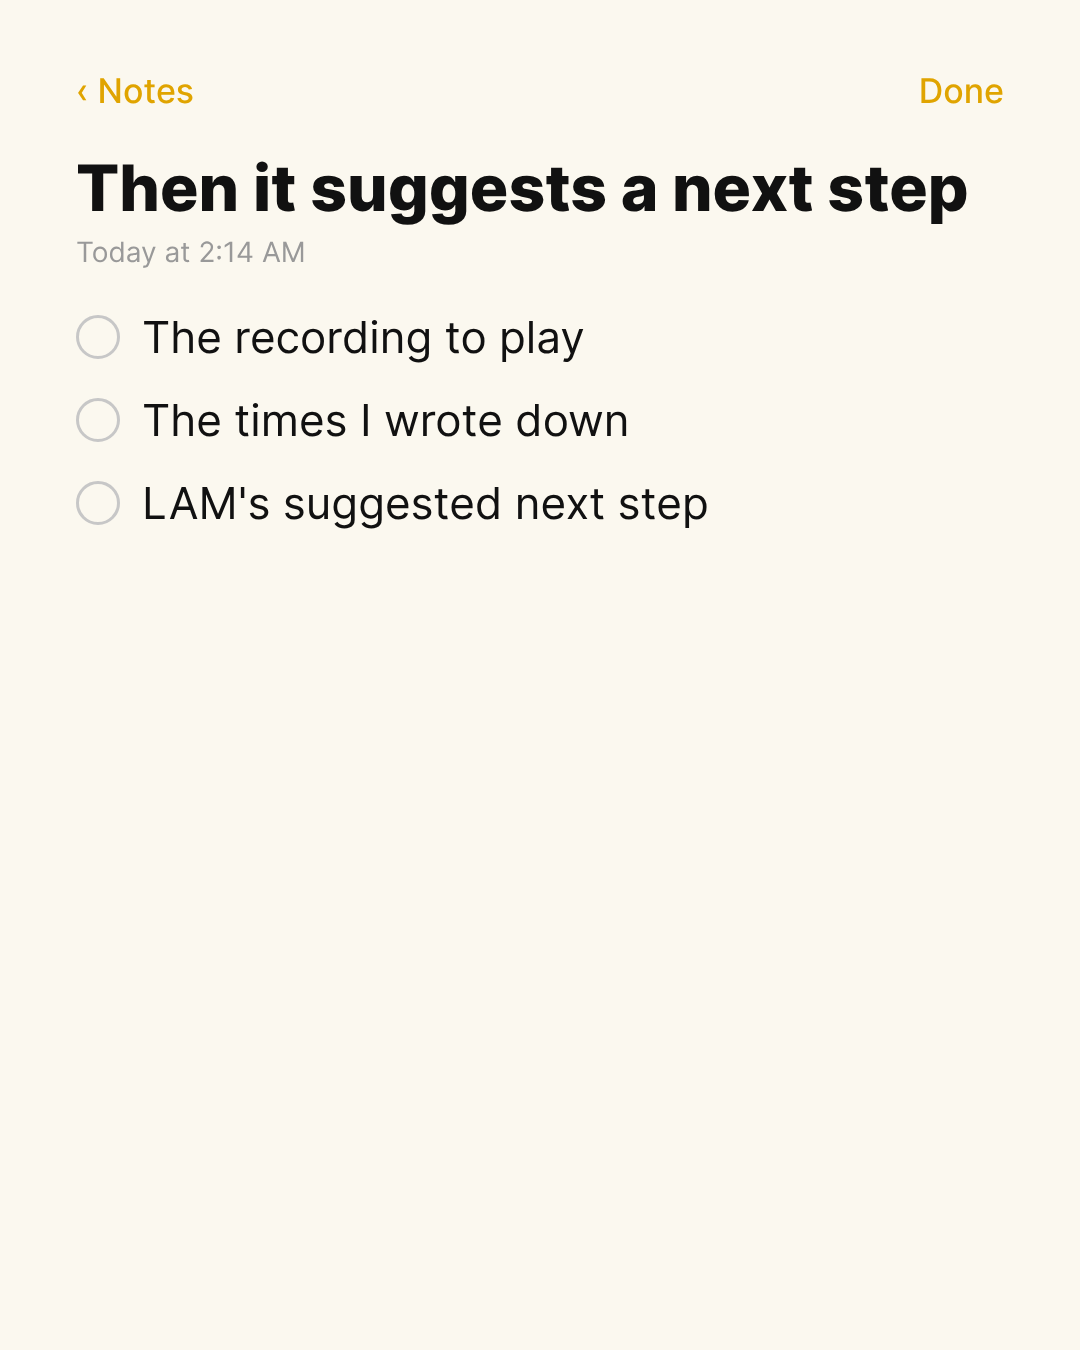 ‹ Notes
Done
Then it suggests a next step
Today at 2:14 AM
The recording to play
The times I wrote down
LAM's suggested next step